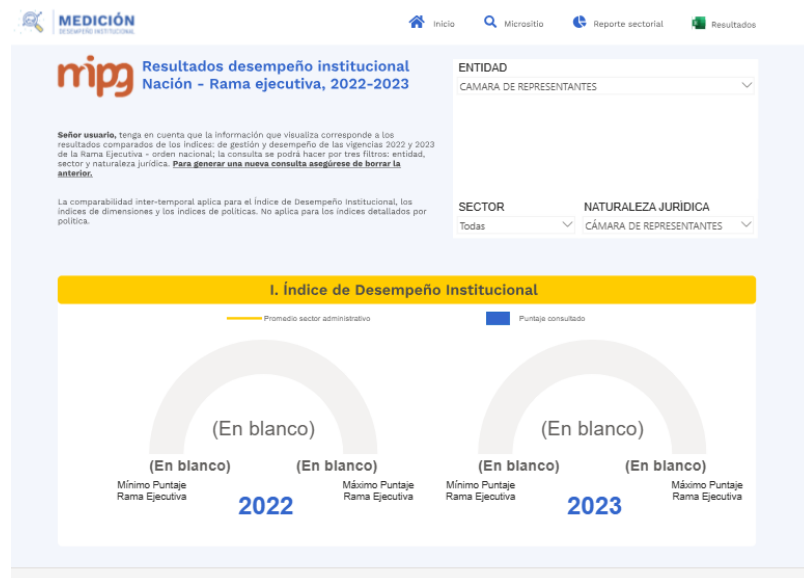 MEDICIÓN
DESEMPEÑO INSTITUCIONAL
Inicio
Micrositio
Reporte sectorial
Resultados
mipg
Resultados desempeño institucional
Nación - Rama ejecutiva, 2022-2023
ENTIDAD
CAMARA DE REPRESENTANTES
Señor usuario, tenga en cuenta que la información que visualiza corresponde a los
resultados comparados de los índices: de gestión y desempeño de las vigencias 2022 y 2023
de la Rama Ejecutiva - orden nacional; la consulta se podrá hacer por tres filtros: entidad,
sector y naturaleza jurídica. Para generar una nueva consulta asegúrese de borrar la
anterior.
La comparabilidad inter-temporal aplica para el Índice de Desempeño Institucional, los
índices de dimensiones y los índices de políticas. No aplica para los índices detallados por
política.
SECTOR
Todas
NATURALEZA JURÍDICA
CÁMARA DE REPRESENTANTES
I. Índice de Desempeño Institucional
Promedio sector administrativo
Puntaje consultado
(En blanco)
(En blanco)
(En blanco)
Mínimo Puntaje
Rama Ejecutiva
2022
Máximo Puntaje
Rama Ejecutiva
(En blanco)
(En blanco)
(En blanco)
Mínimo Puntaje
Rama Ejecutiva
2023
Máximo Puntaje
Rama Ejecutiva